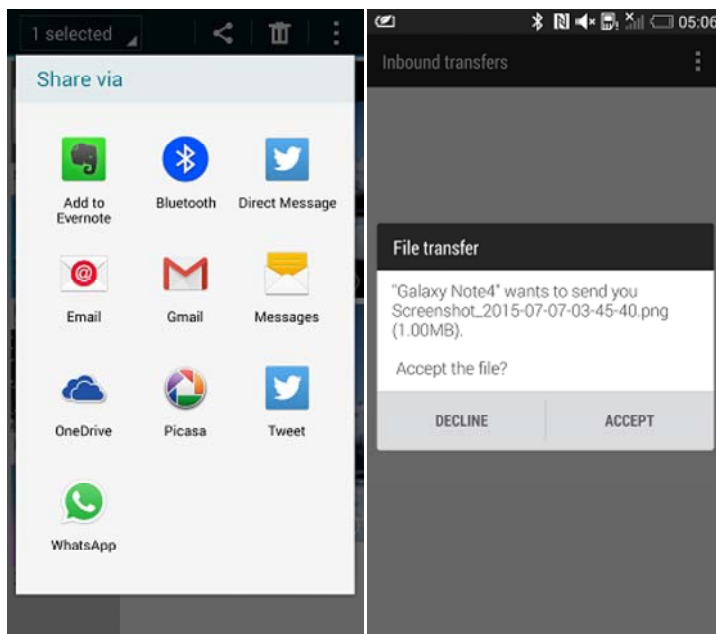 1 selected
Share via
Add to
Evernote
Bluetooth
Direct Message
Email
Gmail
Messages
OneDrive
Picasa
Tweet
WhatsApp
05:06
Inbound transfers
File transfer
"Galaxy Note4" wants to send you
Screenshot_2015-07-07-03-45-40.png
(1.00MB).
Accept the file?
DECLINE
ACCEPT